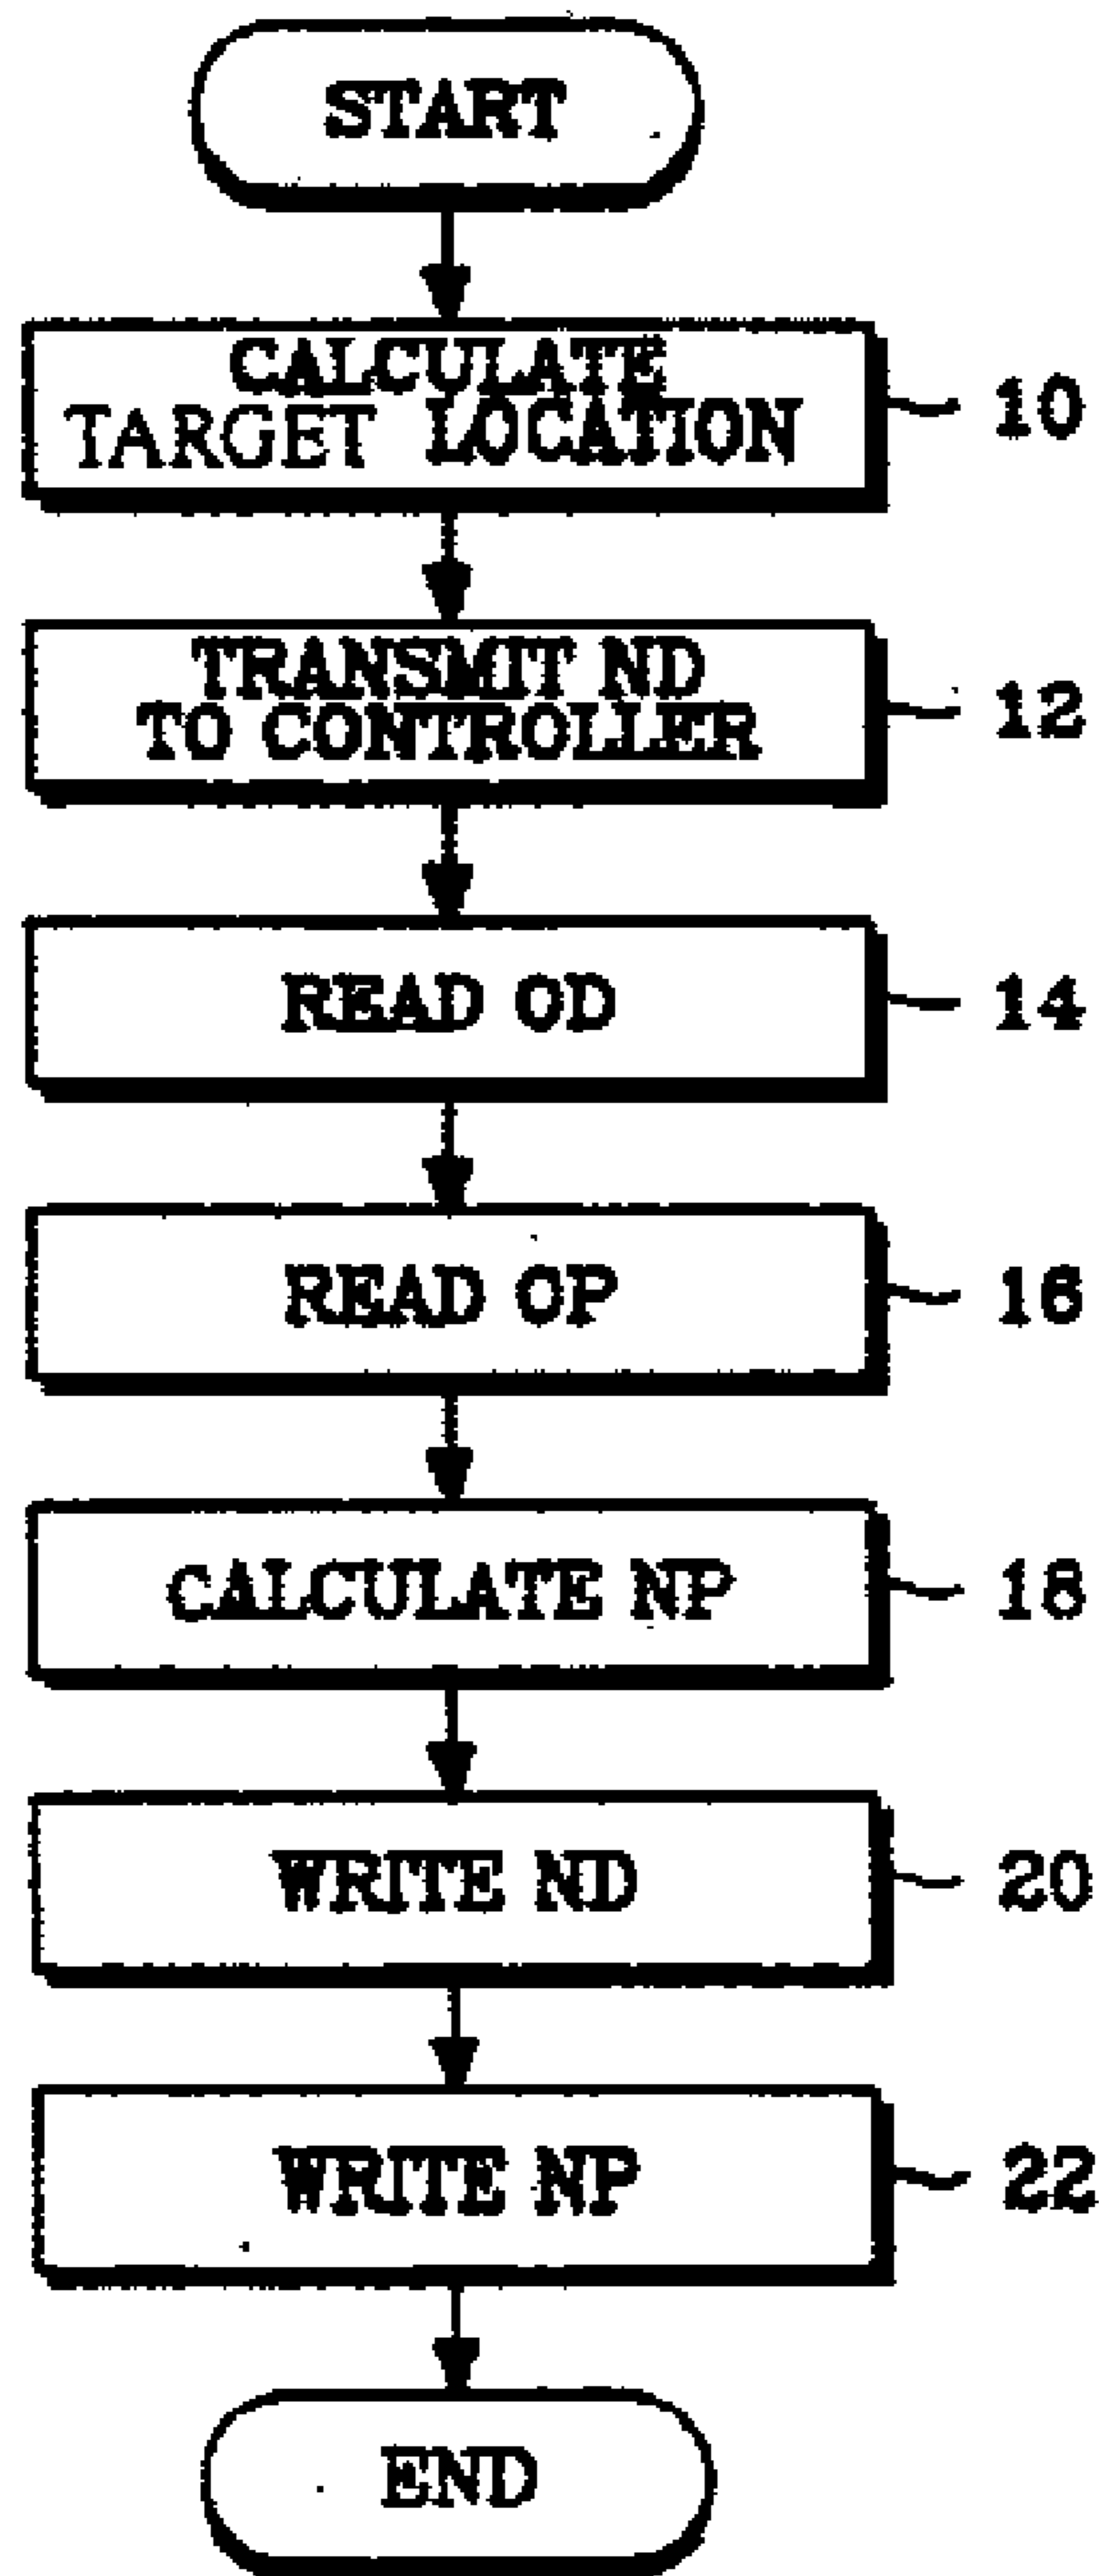 START
CALCULATE
TARGET LOCATION
10
TRANSMIT ND
TO CONTROLLER
12
READ OD
14
READ OP
16
CALCULATE NP
18
WRITE ND
20
WRITE NP
22
END